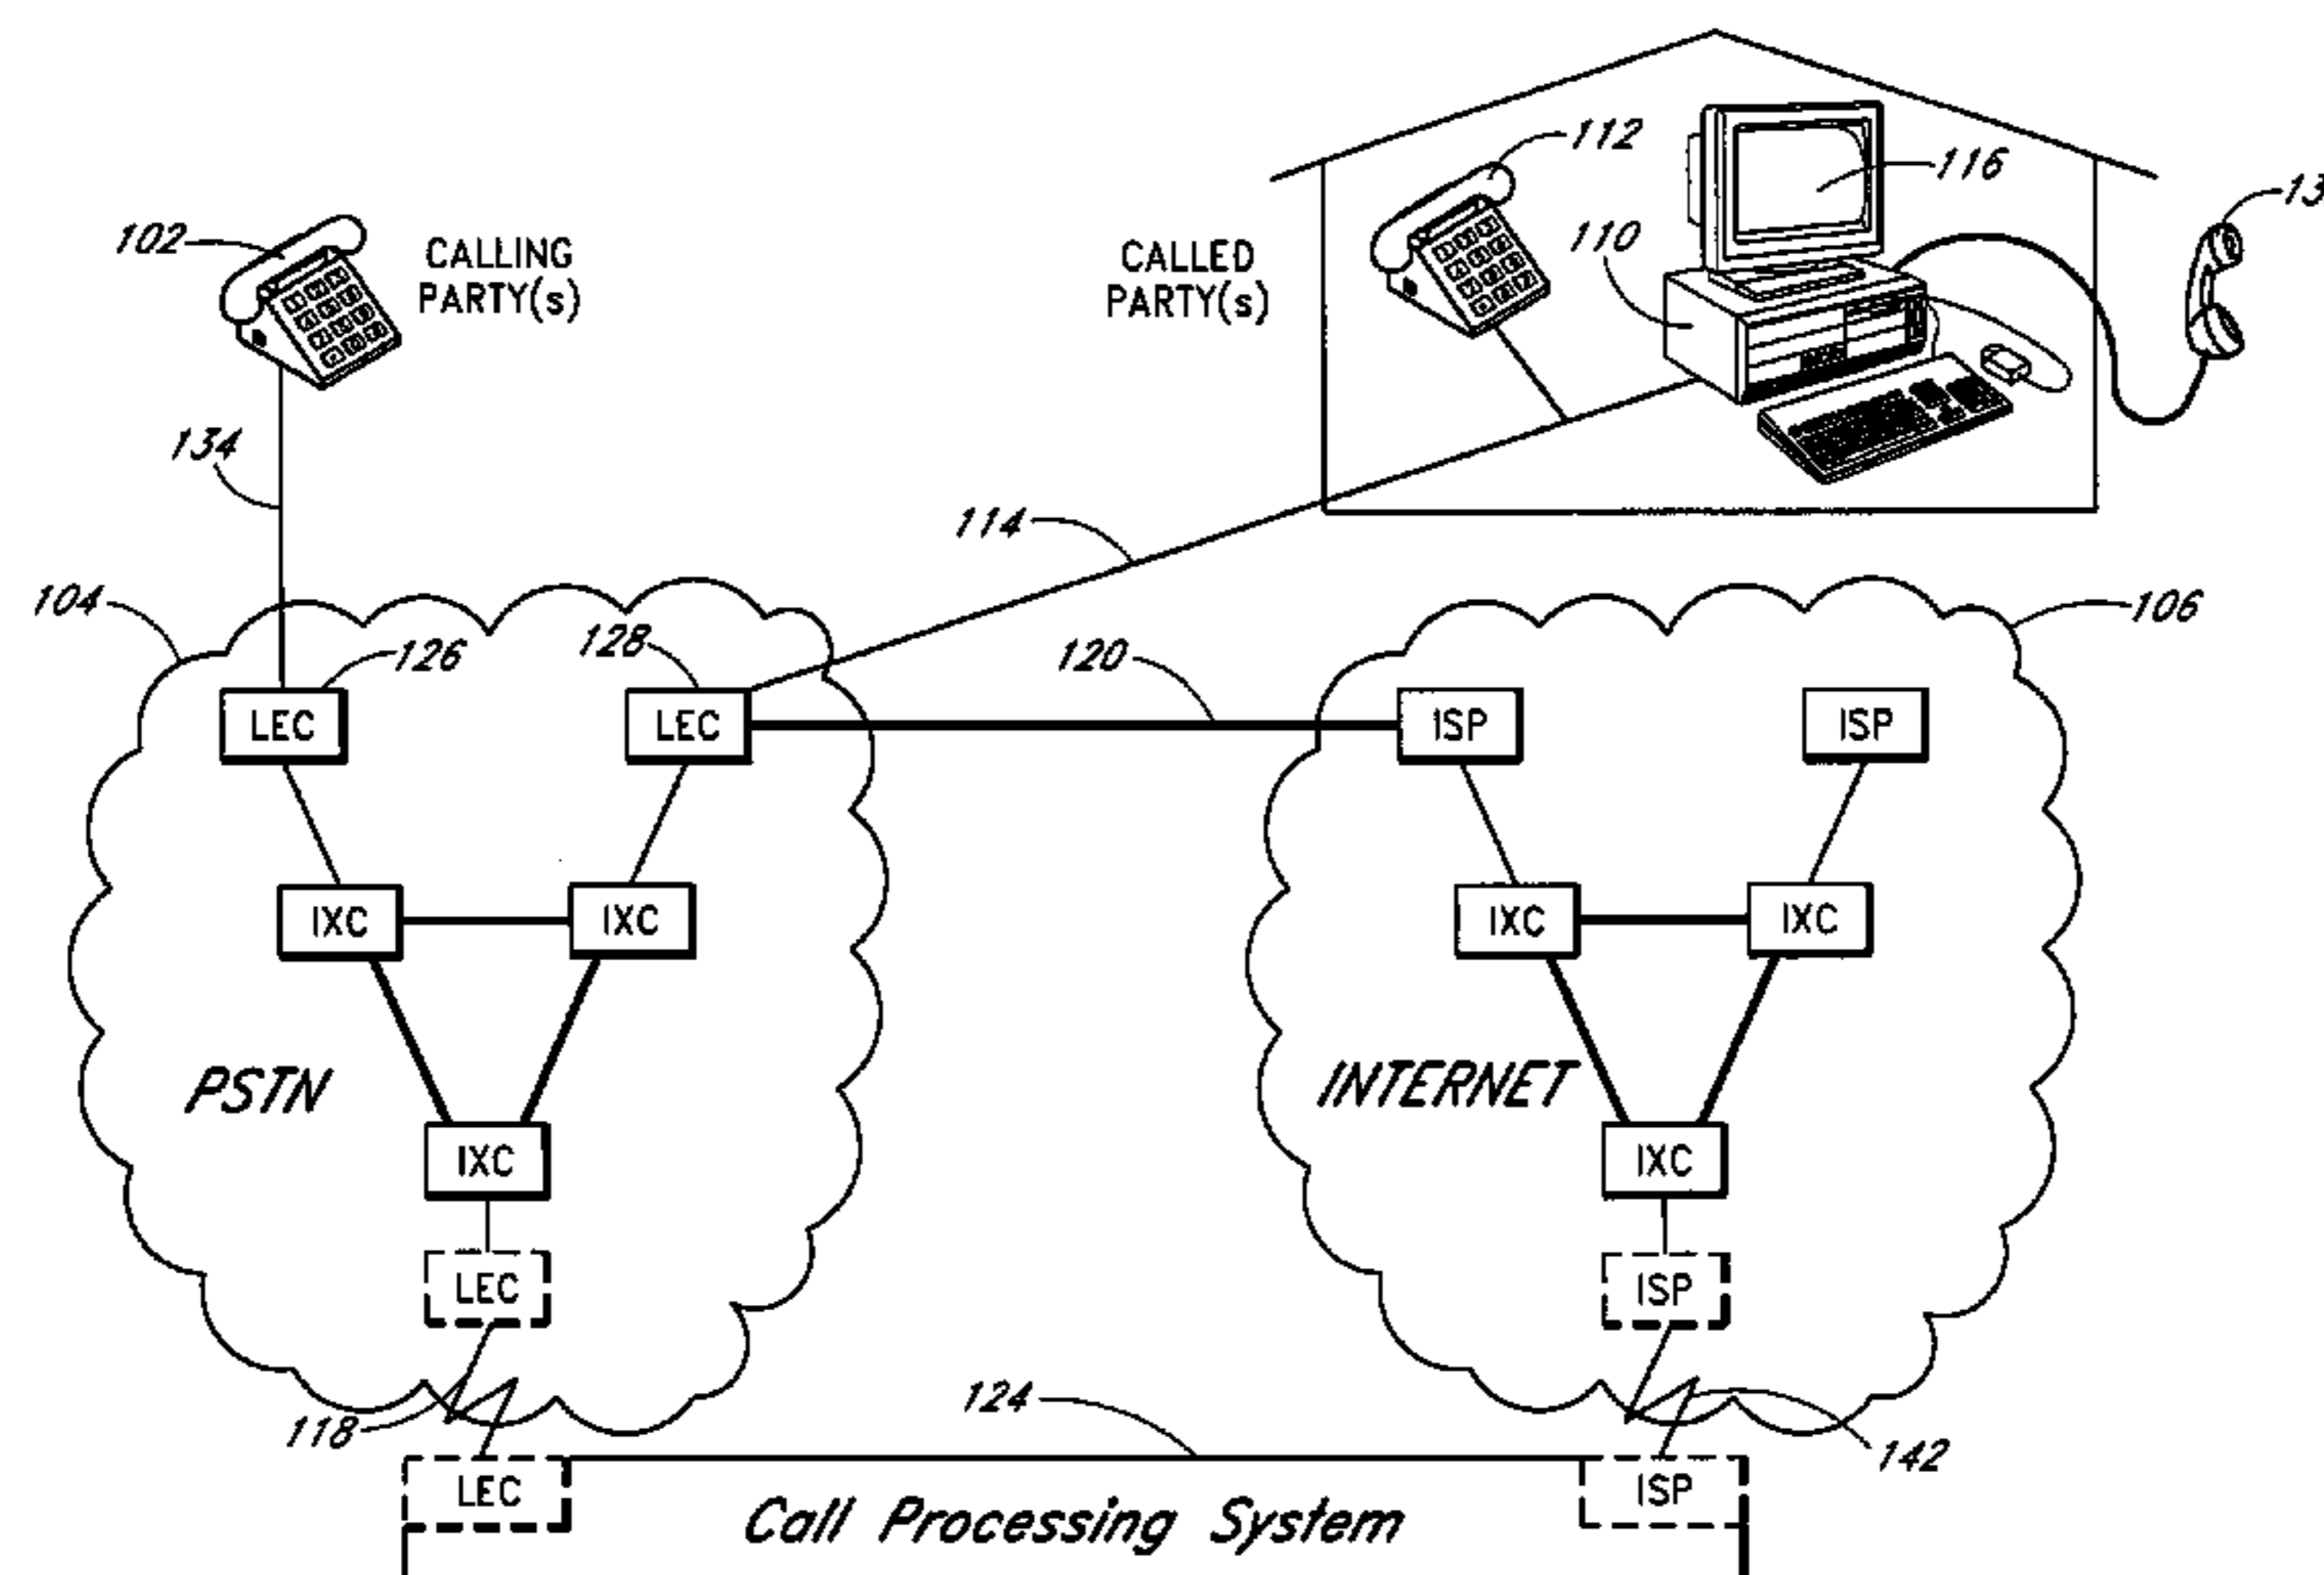 112
116
13
110
102
CALLING
PARTY(s)
CALLED
PARTY(s)
134
114
104
106
126
128
120
LEC
LEC
ISP
ISP
IXC
IXC
IXC
IXC
PSTN
INTERNET
IXC
IXC
LEC
ISP
118
124
142
LEC
ISP
Call Processing System